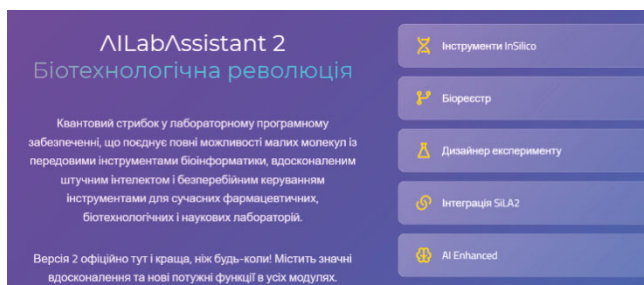 ΛILabΛssistant 2
Біотехнологічна революція
Квантовий стрибок у лабораторному програмному
забезпеченні, що поєднує повні можливості малих молекул із
передовими інструментами біоінформатики, вдосконаленим
штучним інтелектом і безперебійним керуванням
інструментами для сучасних фармацевтичних,
біотехнологічних і наукових лабораторій.
Версія 2 офіційно тут і краща, ніж будь-коли! Містить значні
вдосконалення та нові потужні функції в усіх модулях.
Інструменти InSilico
Біореєстр
Дизайнер експерименту
Інтеграція SiLA2
AI Enhanced